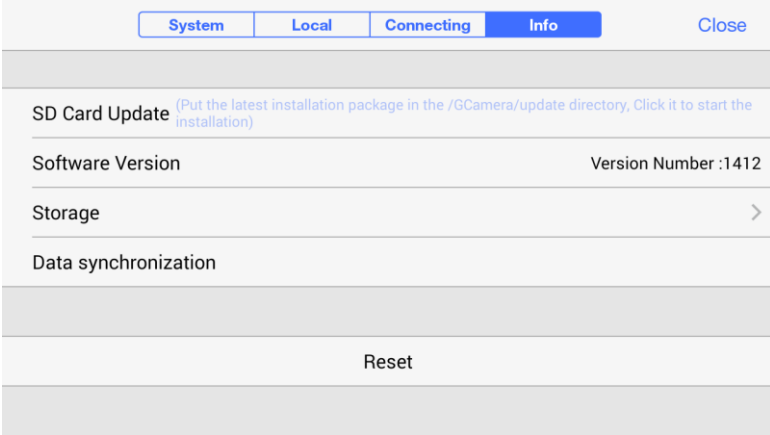 System Local Connecting Info Close
SD Card Update (Put the latest installation package in the /GCamera/update directory, Click it to start the
installation)
Software Version Version Number :1412
Storage
Data synchronization
Reset